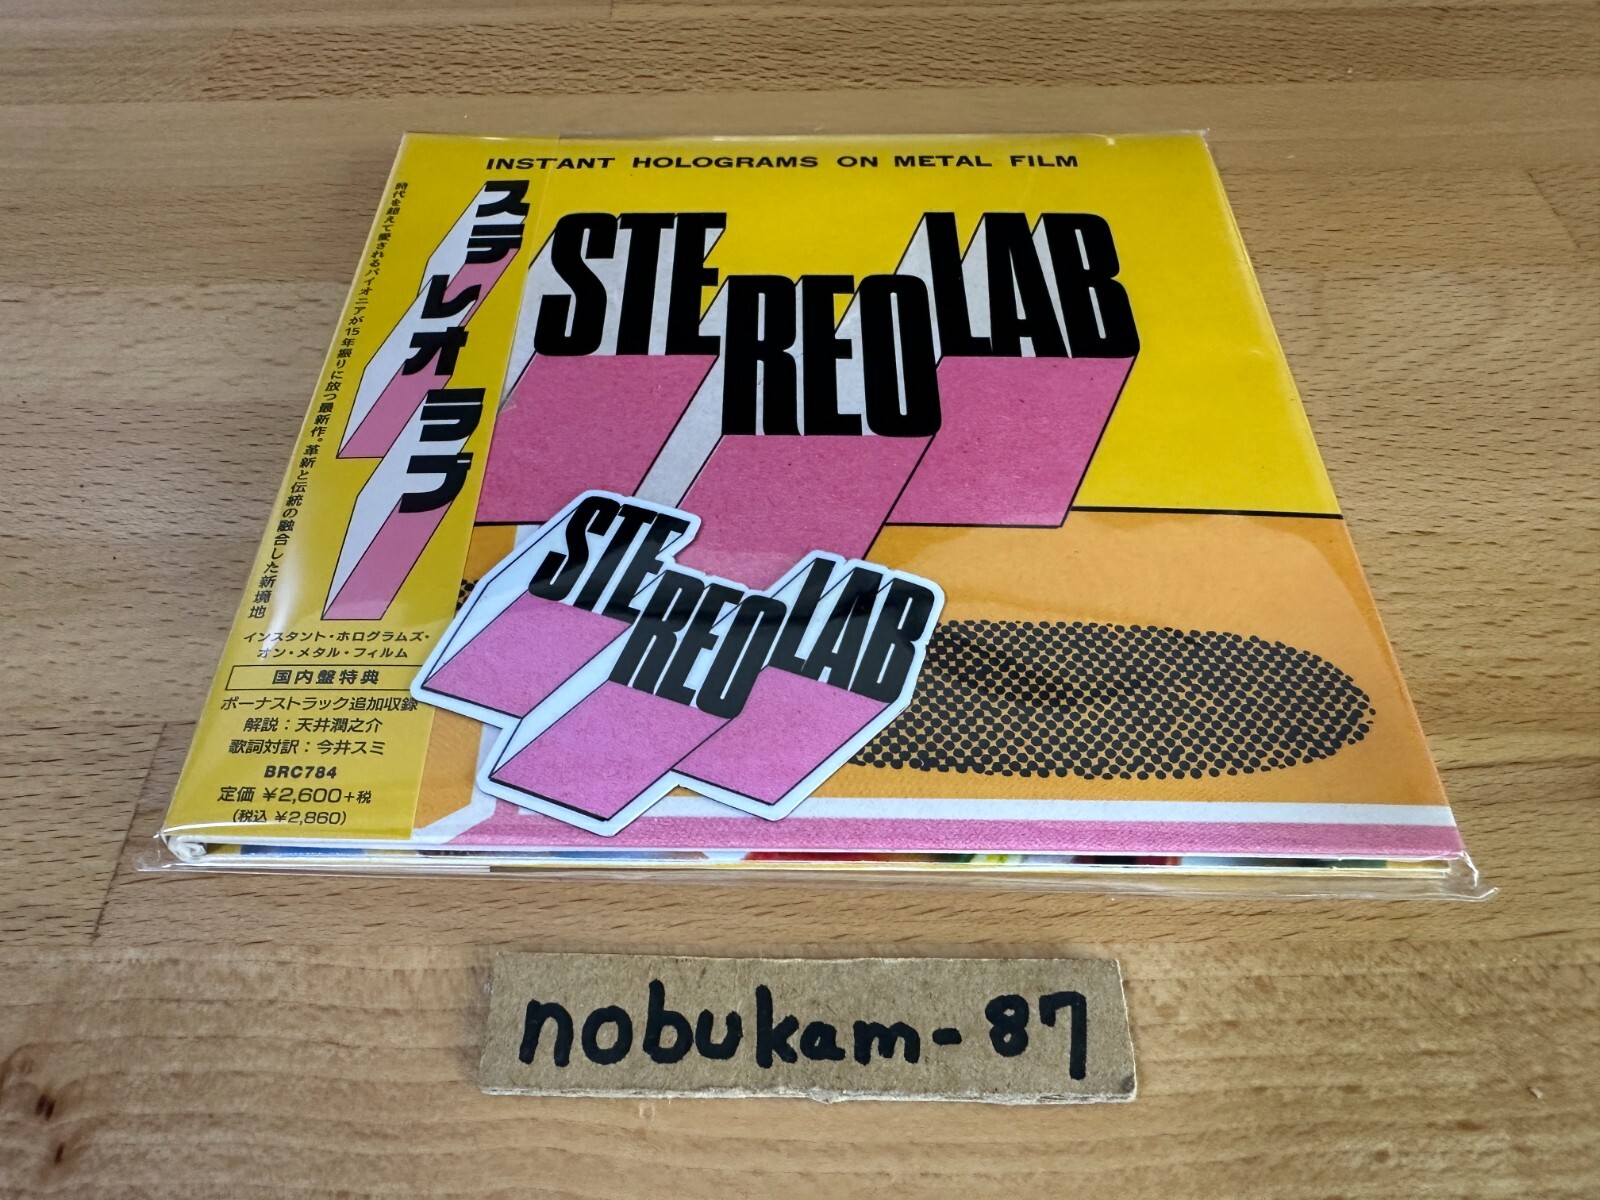 INSTANT HOLOGRAMS ON METAL FILM
STEREOLAB
ステレオラブ
時代を超えて愛されるパイオニアが15年振りに放つ最新作。革新と伝統の融合した新境地
インスタント・ホログラムズ・
オン・メタル・フィルム
国内盤特典
ボーナストラック追加収録
解説：天井潤之介
歌詞対訳：今井スミ
BRC784
定価 ¥2,600+税
(税込 ¥2,860)
STEREOLAB
nobukam-87